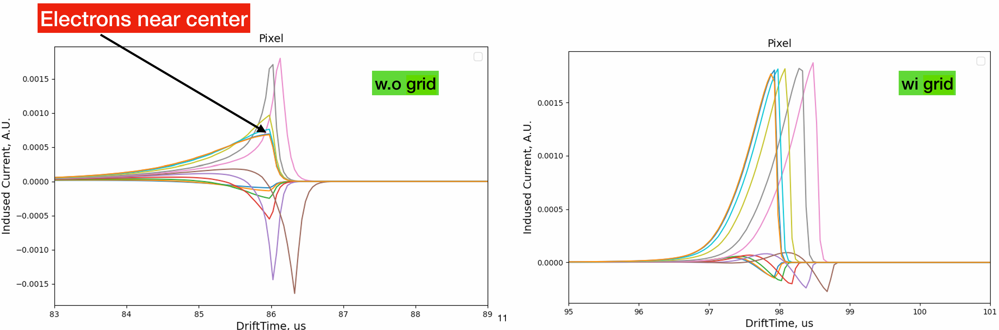 Electrons near center
Pixel
w.o grid
0.0015
0.0010
0.0005
0.0000
−0.0005
−0.0010
−0.0015
Indused Current, A.U.
83 84 85 86 87 88 89
DriftTime, us
11
Pixel
wi grid
0.0015
0.0010
0.0005
0.0000
Indused Current, A.U.
95 96 97 98 99 100 101
DriftTime, us